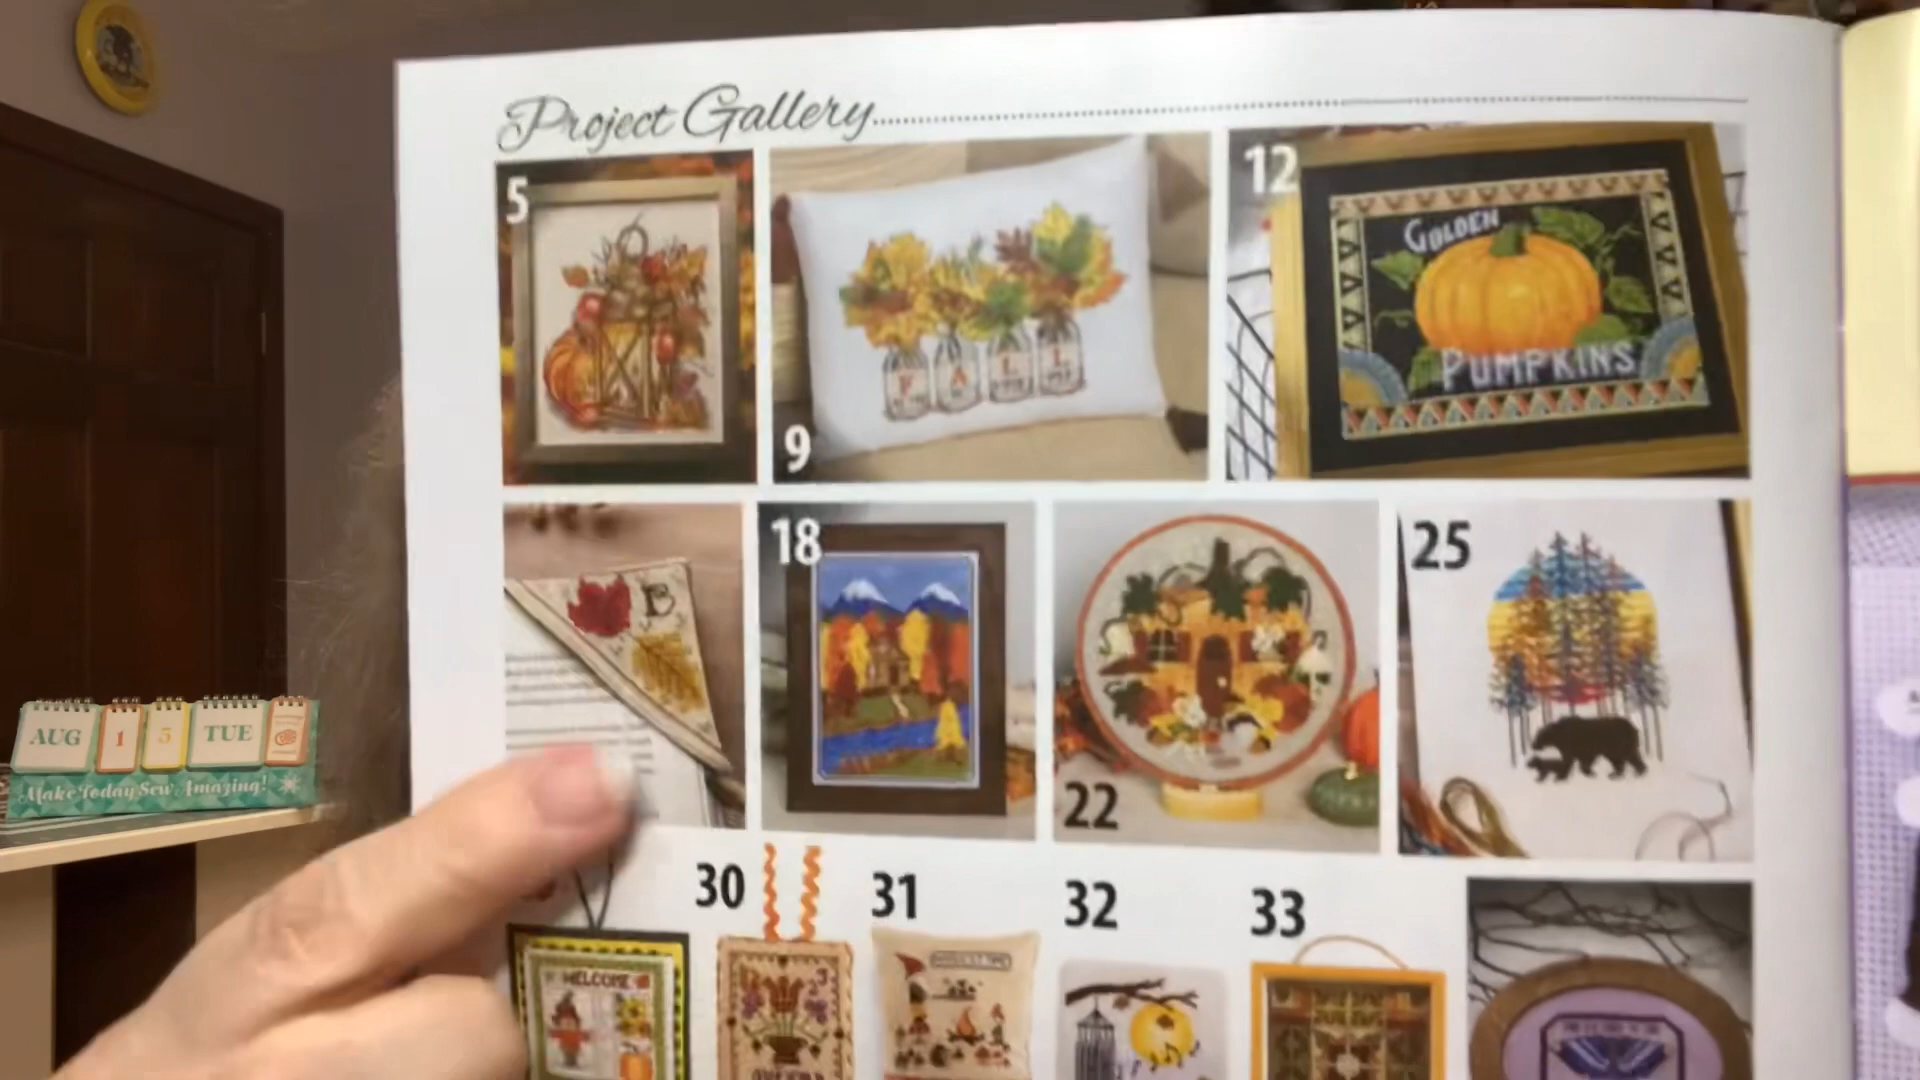 Project Gallery
5
9
12
GOLDEN
PUMPKINS
F A L L
B
18
22
25
30
31
32
33
WELCOME
AUG 1 5 TUE
Make Today Sew Amazing!